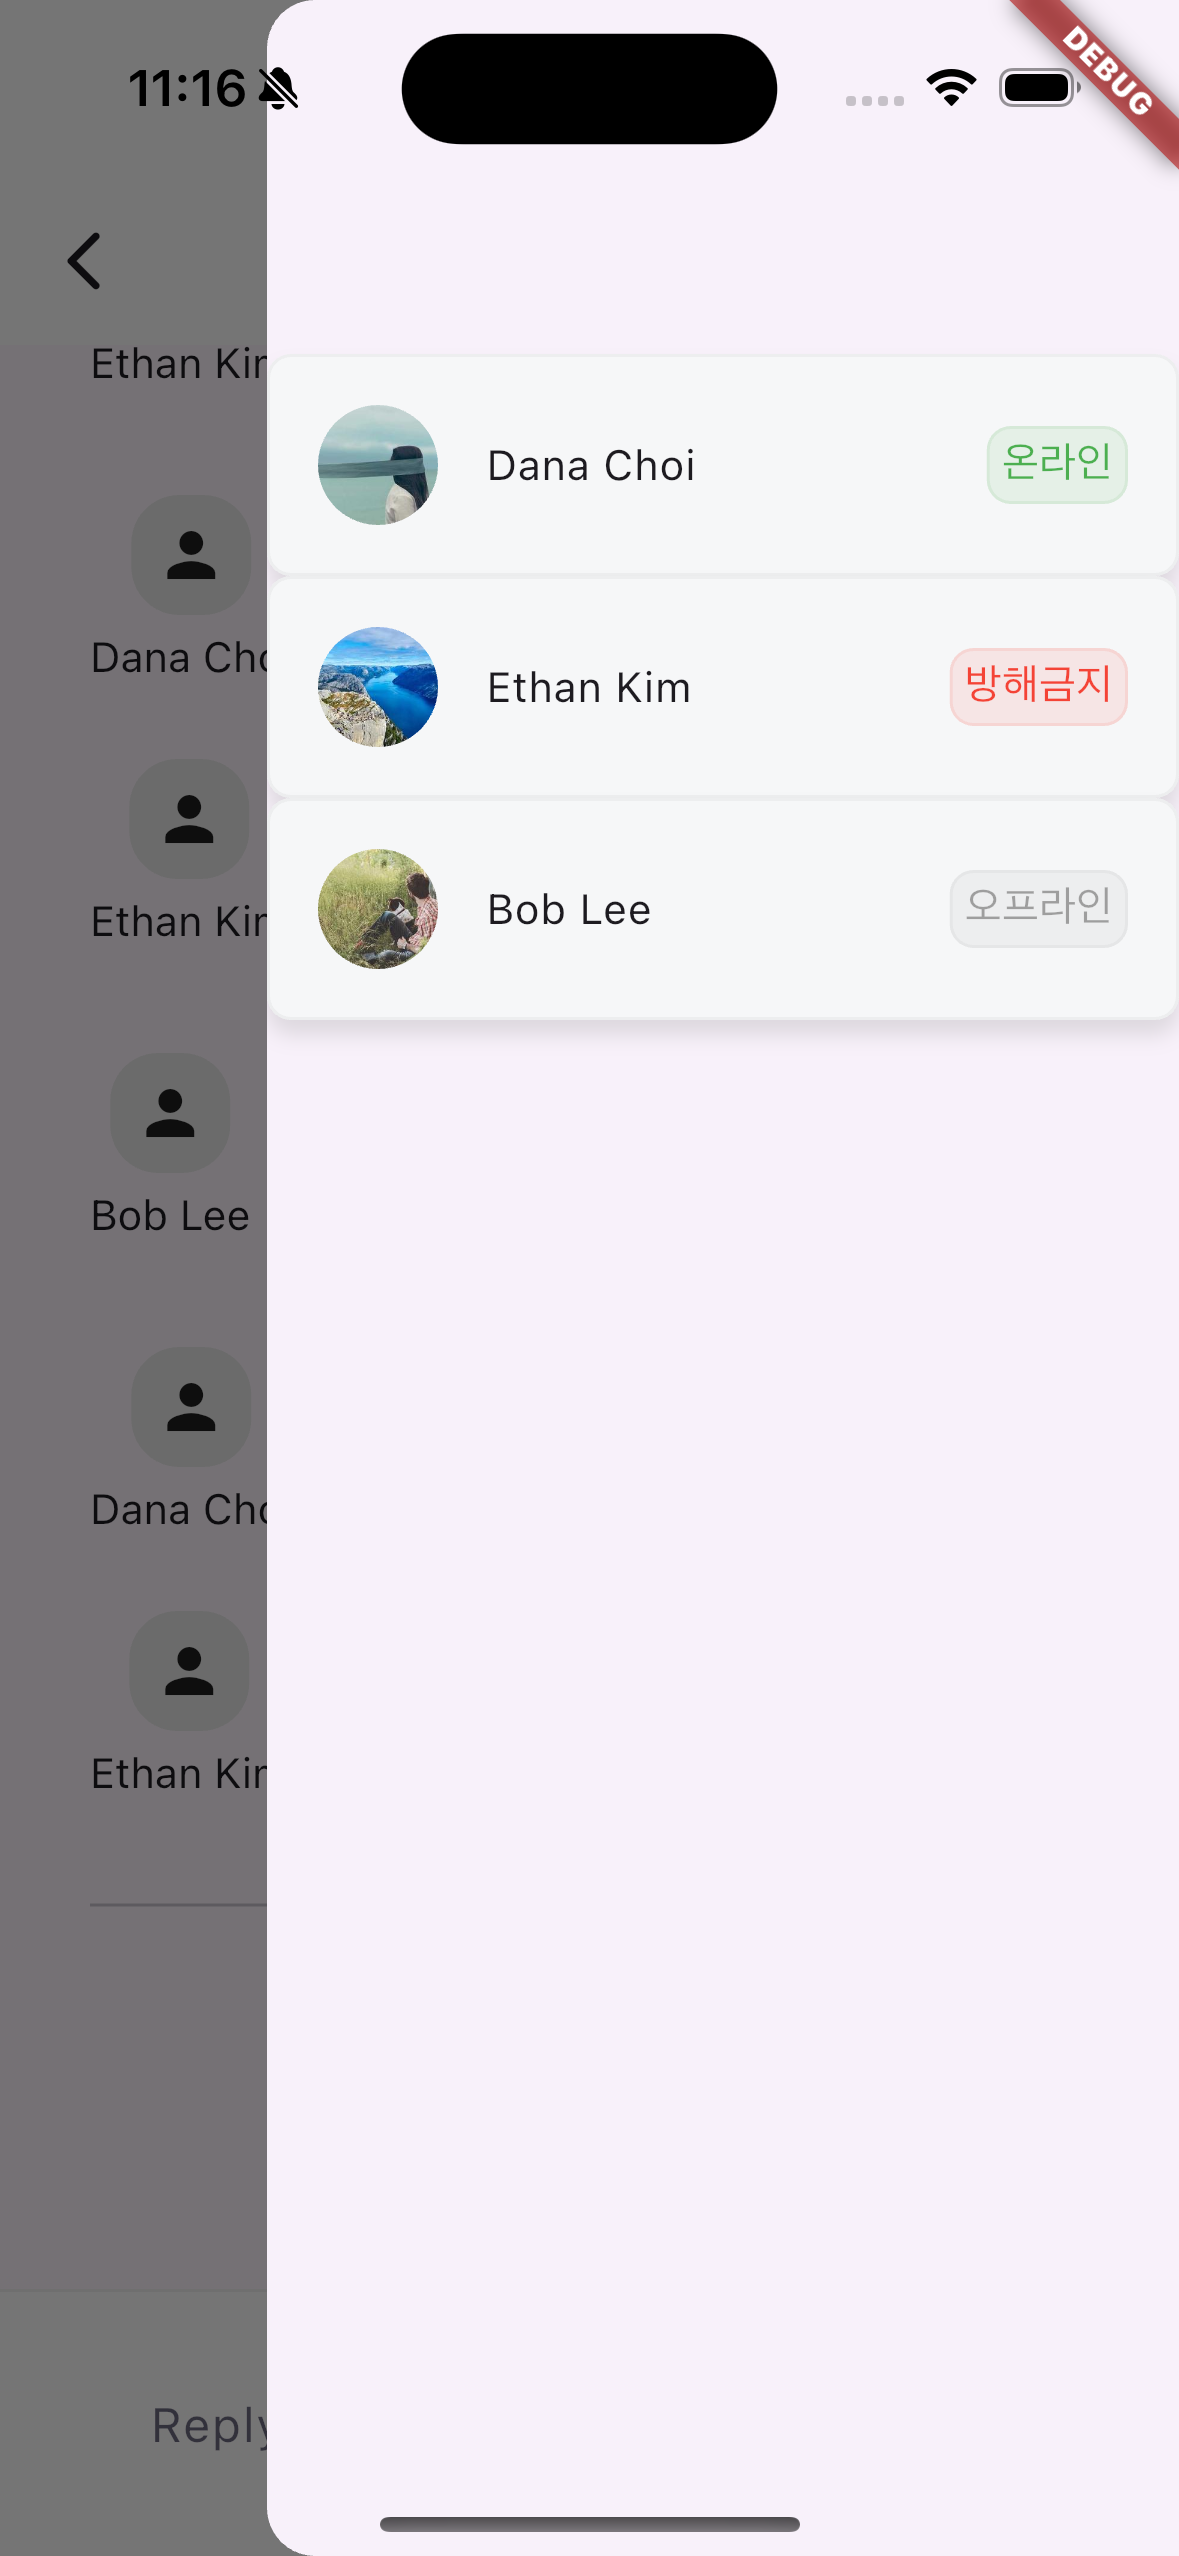 11:16
DEBUG
Ethan Kim
Dana Choi
온라인
Ethan Kim
방해금지
Bob Lee
오프라인
Dana Cho
Ethan Kir
Bob Lee
Dana Cho
Ethan Kir
Reply